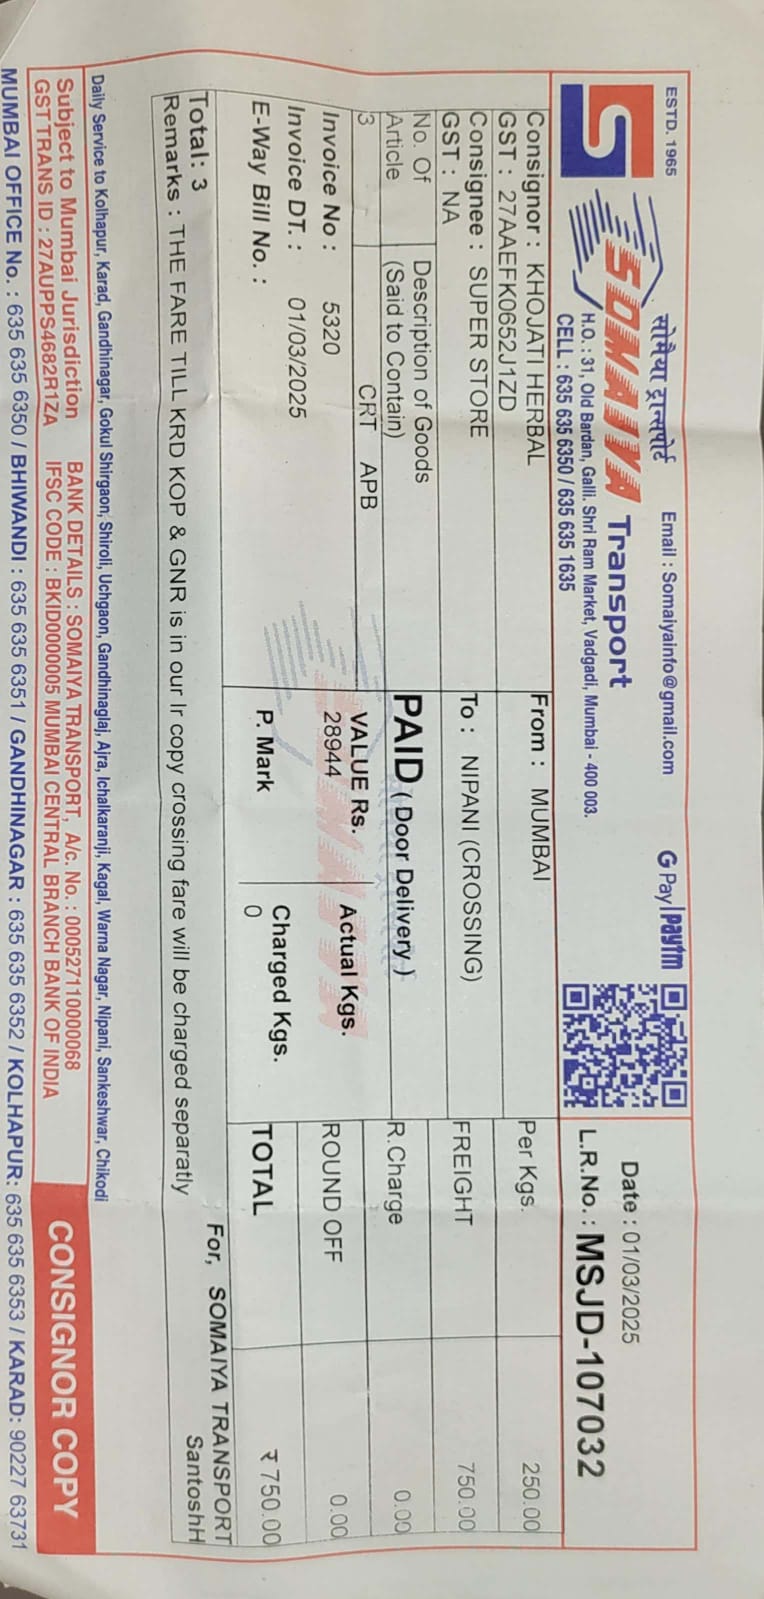 ESTD. 1965
सोमैया ट्रान्सपोर्ट
Email : Somaiyainfo@gmail.com
G Pay | paytm
SOMAIYA Transport
H.O. : 31, Old Bardan, Galli. Shri Ram Market, Vadgadi, Mumbai - 400 003.
CELL : 635 635 6350 / 635 635 1635
Date : 01/03/2025
L.R.No. : MSJD-107032
Consignor : KHOJATI HERBAL
GST : 27AAEFK0652J1ZD
From : MUMBAI
Per Kgs. 250.00
Consignee : SUPER STORE
GST : NA
To : NIPANI (CROSSING)
FREIGHT 750.00
No. Of Article
Description of Goods (Said to Contain)
PAID ( Door Delivery )
R.Charge 0.00
3 CRT APB
VALUE Rs. 28944
Actual Kgs.
ROUND OFF 0.00
Invoice No : 5320
Invoice DT. : 01/03/2025
E-Way Bill No. :
P. Mark
Charged Kgs. 0
TOTAL ₹ 750.00
Total: 3
For, SOMAIYA TRANSPORT
Remarks : THE FARE TILL KRD KOP & GNR is in our lr copy crossing fare will be charged separatly
SantoshH
Daily Service to Kolhapur, Karad, Gandhinagar, Gokul Shirgaon, Shiroli, Uchgaon, Gandhinaglaj, Ajra, Ichalkaranji, Kagal, Warna Nagar, Nipani, Sankeshwar, Chikodi
Subject to Mumbai Jurisdiction
BANK DETAILS : SOMAIYA TRANSPORT, A/c. No. : 000527110000068
GST TRANS ID : 27AUPPS4682R1ZA
IFSC CODE : BKID0000005 MUMBAI CENTRAL BRANCH BANK OF INDIA
CONSIGNOR COPY
MUMBAI OFFICE No. : 635 635 6350 / BHIWANDI : 635 635 6351 / GANDHINAGAR : 635 635 6352 / KOLHAPUR: 635 635 6353 / KARAD: 90227 63731